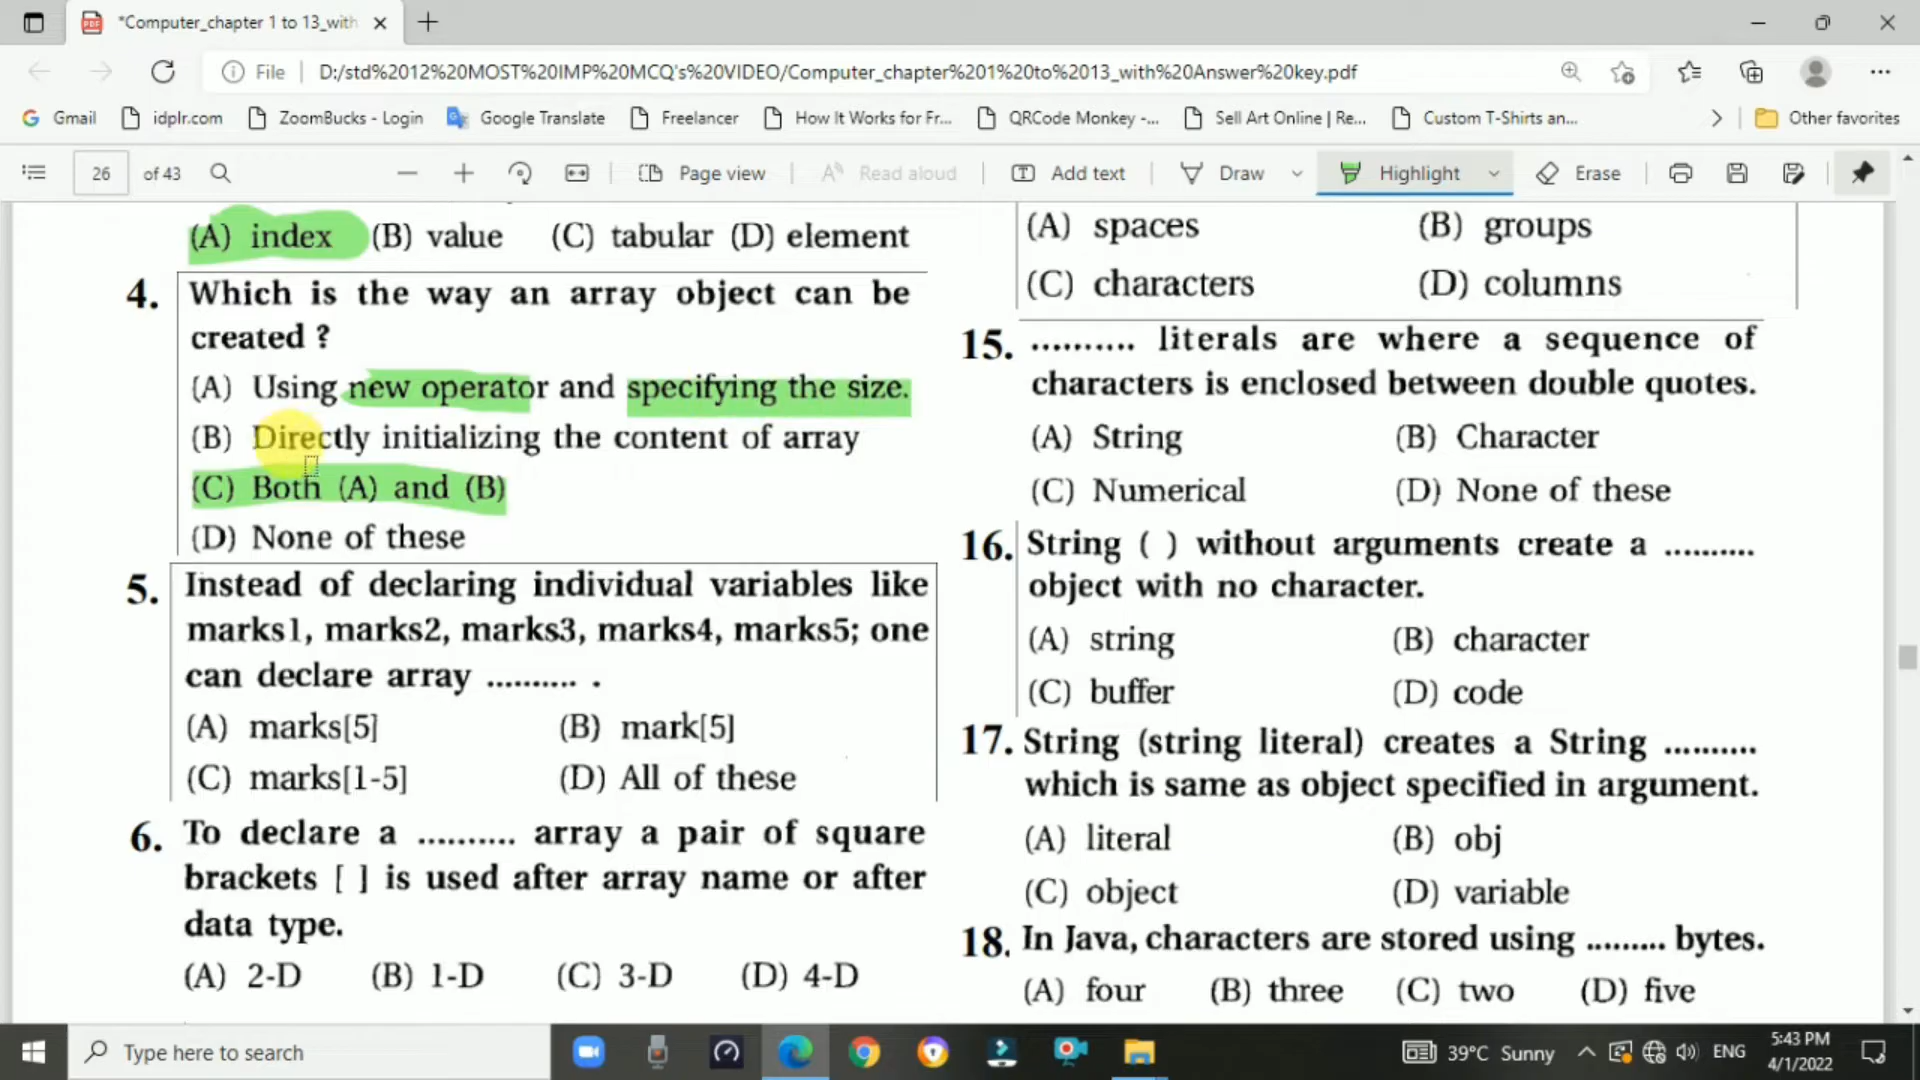 *Computer_chapter 1 to 13_with
File
D:/std%2012%20MOST%20IMP%20MCQ's%20VIDEO/Computer_chapter%201%20to%2013_with%20Answer%20key.pdf
Gmail
idplr.com
ZoomBucks - Login
Google Translate
Freelancer
How It Works for Fr...
QRCode Monkey -...
Sell Art Online | Re...
Custom T-Shirts an...
Other favorites
26 of 43
Page view
Read aloud
Add text
Draw
Highlight
Erase
(A) index (B) value (C) tabular (D) element
4. Which is the way an array object can be
created ?
(A) Using new operator and specifying the size.
(B) Directly initializing the content of array
(C) Both (A) and (B)
(D) None of these
5. Instead of declaring individual variables like
marks1, marks2, marks3, marks4, marks5; one
can declare array .......... .
(A) marks[5] (B) mark[5]
(C) marks[1-5] (D) All of these
6. To declare a .......... array a pair of square
brackets [ ] is used after array name or after
data type.
(A) 2-D (B) 1-D (C) 3-D (D) 4-D
(A) spaces (B) groups
(C) characters (D) columns
15. .......... literals are where a sequence of
characters is enclosed between double quotes.
(A) String (B) Character
(C) Numerical (D) None of these
16. String ( ) without arguments create a ..........
object with no character.
(A) string (B) character
(C) buffer (D) code
17. String (string literal) creates a String ..........
which is same as object specified in argument.
(A) literal (B) obj
(C) object (D) variable
18. In Java, characters are stored using ......... bytes.
(A) four (B) three (C) two (D) five
Type here to search
39°C Sunny
ENG
5:43 PM
4/1/2022